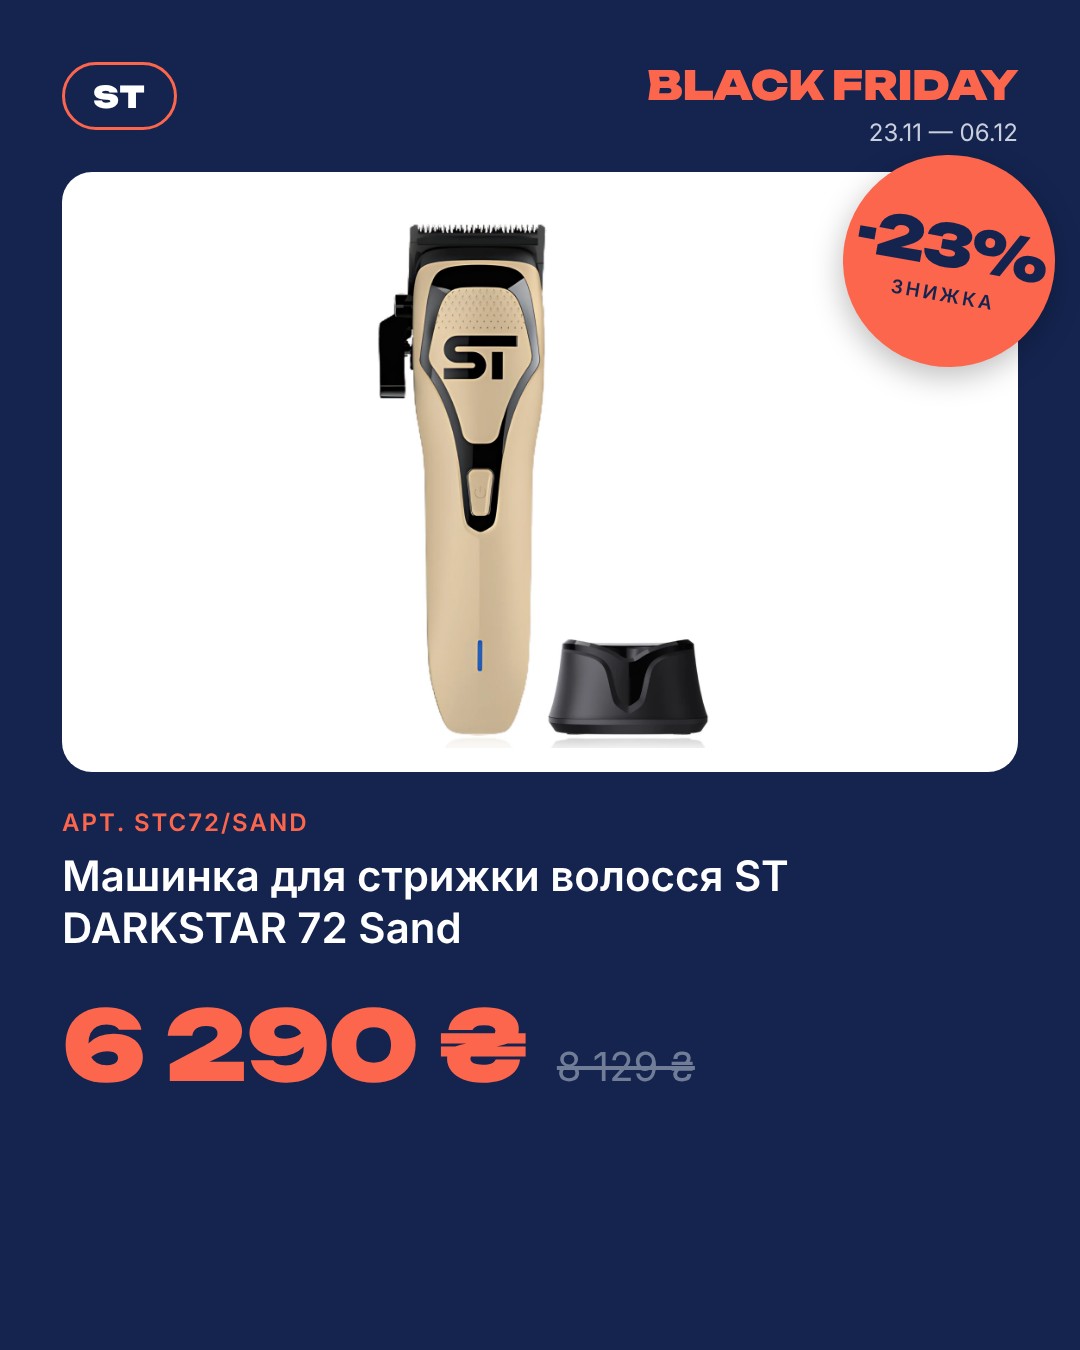 ST
BLACK FRIDAY
23.11 — 06.12
-23%
ЗНИЖКА
ST
АРТ. STC72/SAND
Машинка для стрижки волосся ST
DARKSTAR 72 Sand
6 290 ₴ 8 129 ₴